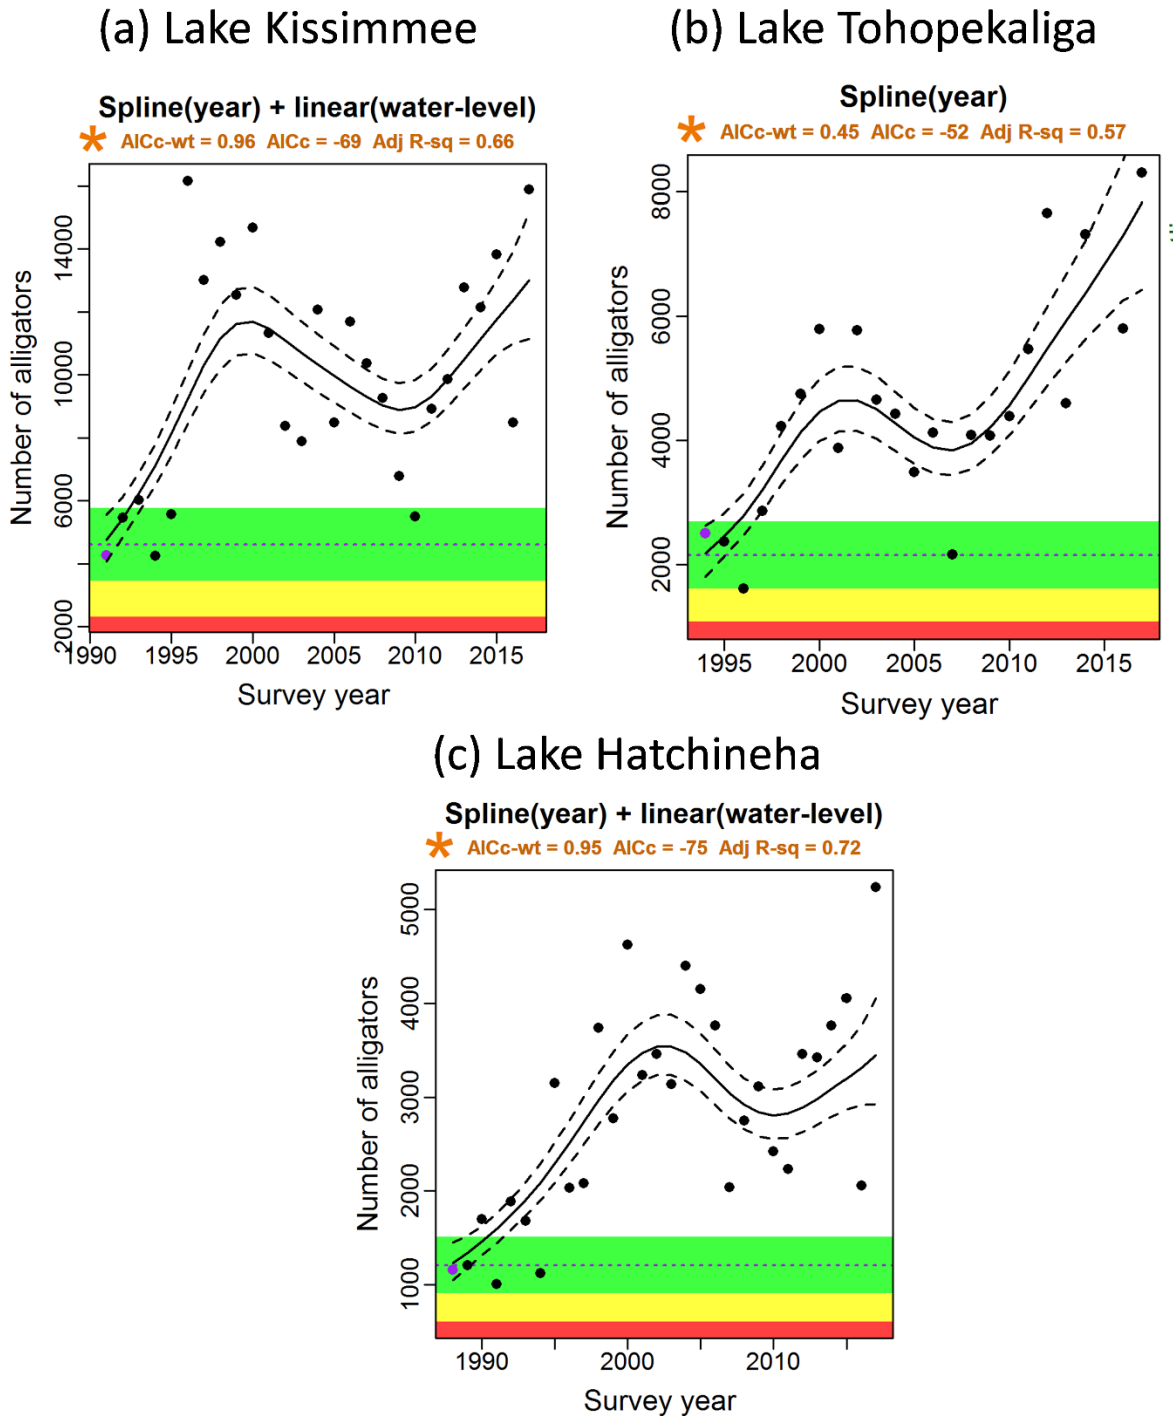 (a) Lake Kissimmee
Spline(year) + linear(water-level)
* AICc-wt = 0.96 AICc = -69 Adj R-sq = 0.66
Number of alligators
14000
10000
6000
2000
1990 1995 2000 2005 2010 2015
Survey year
(b) Lake Tohopekaliga
Spline(year)
* AICc-wt = 0.45 AICc = -52 Adj R-sq = 0.57
Number of alligators
8000
6000
4000
2000
1995 2000 2005 2010 2015
Survey year
(c) Lake Hatchineha
Spline(year) + linear(water-level)
* AICc-wt = 0.95 AICc = -75 Adj R-sq = 0.72
Number of alligators
5000
4000
3000
2000
1000
1990 2000 2010
Survey year